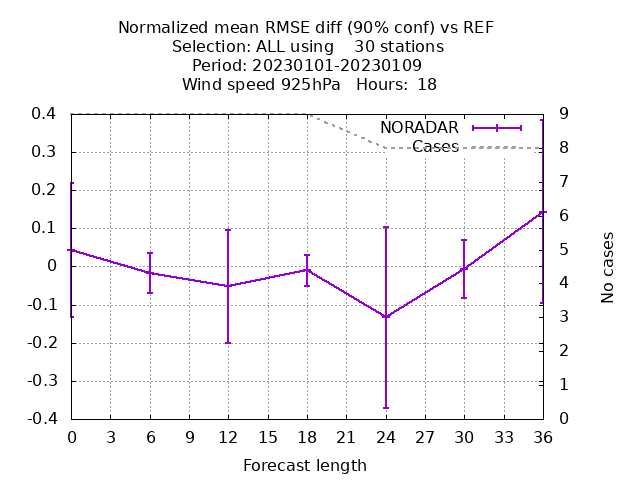 Normalized mean RMSE diff (90% conf) vs REF
Selection: ALL using    30 stations
Period: 20230101-20230109
Wind speed 925hPa   Hours:  18
NORADAR
Cases
0.4
0.3
0.2
0.1
0
-0.1
-0.2
-0.3
-0.4
9
8
7
6
5
4
3
2
1
0
No cases
0 3 6 9 12 15 18 21 24 27 30 33 36
Forecast length